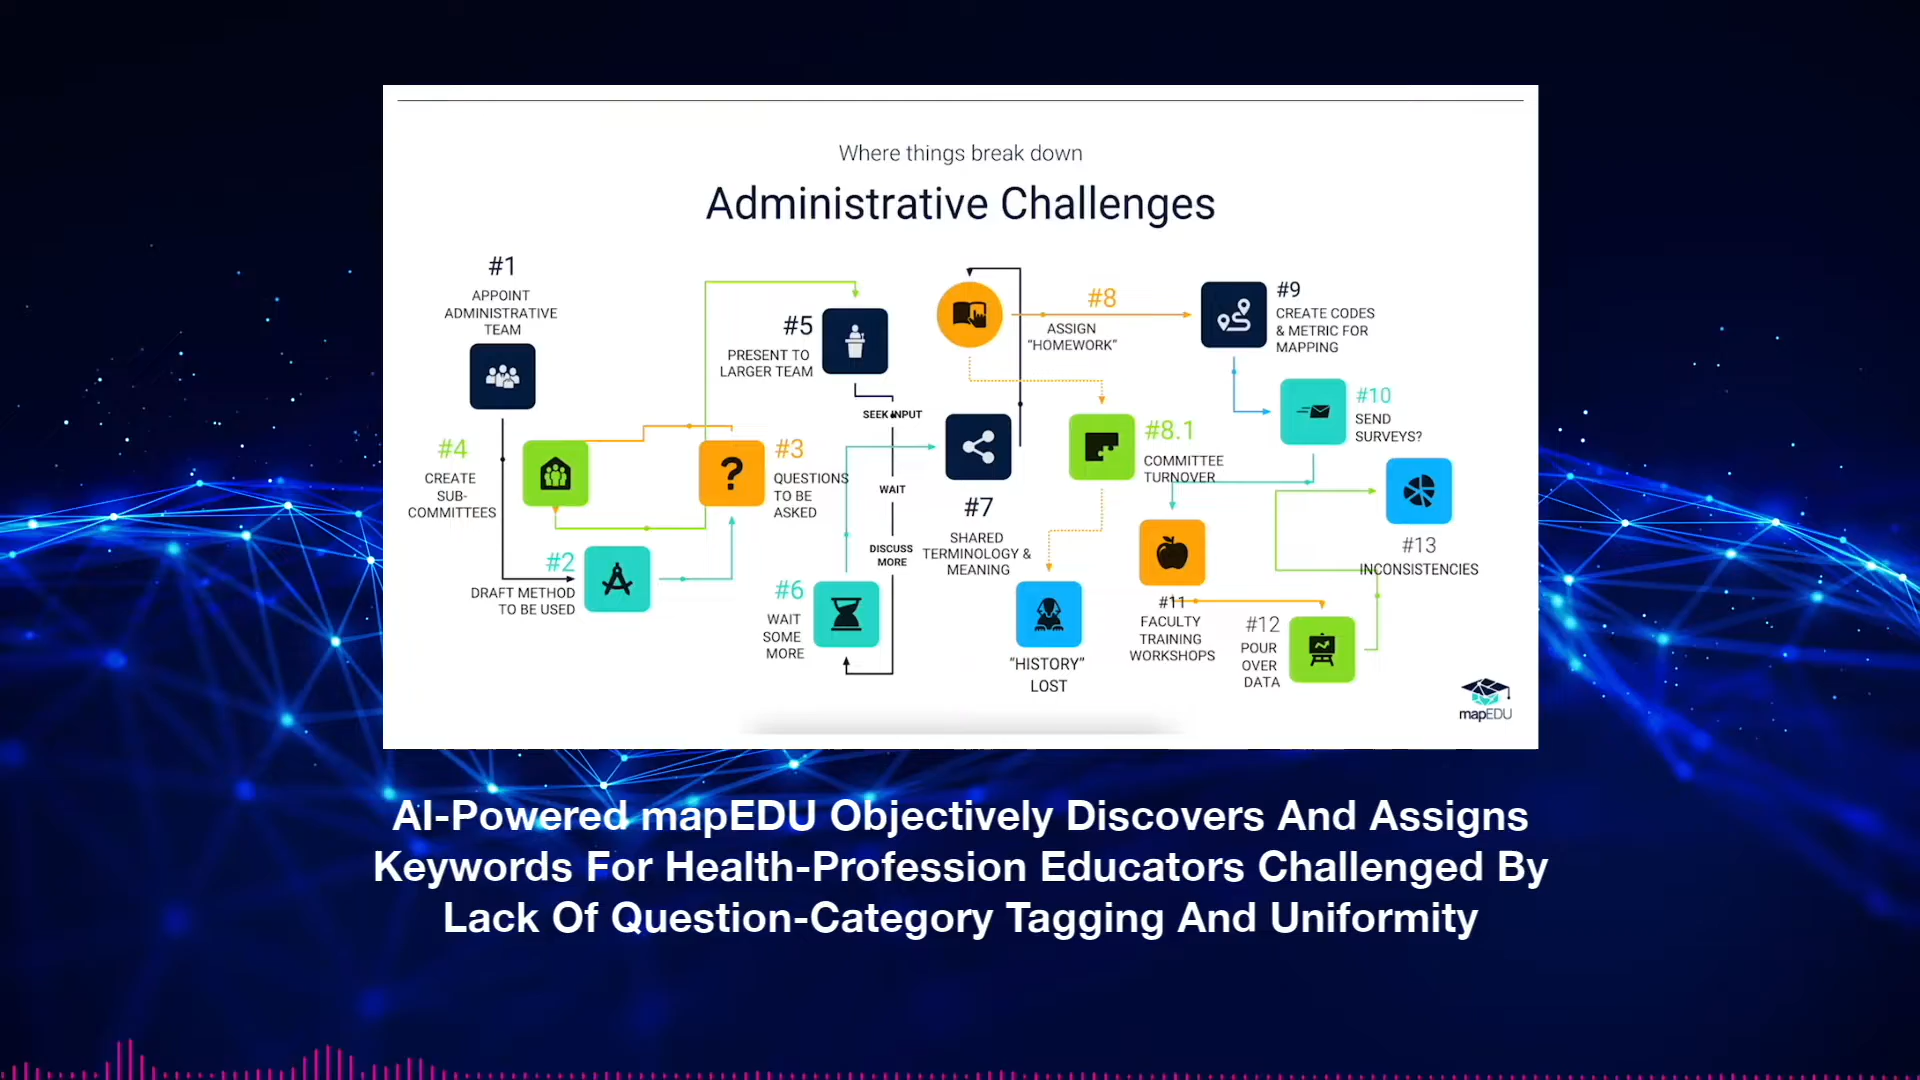 Where things break down
Administrative Challenges
#1
APPOINT
ADMINISTRATIVE
TEAM
#2
DRAFT METHOD
TO BE USED
#3
QUESTIONS
TO BE
ASKED
#4
CREATE
SUB-
COMMITTEES
#5
PRESENT TO
LARGER TEAM
SEEK INPUT
WAIT
DISCUSS
MORE
#6
WAIT
SOME
MORE
#7
SHARED
TERMINOLOGY &
MEANING
#8
ASSIGN
“HOMEWORK”
#8.1
COMMITTEE
TURNOVER
“HISTORY”
LOST
#9
CREATE CODES
& METRIC FOR
MAPPING
#10
SEND
SURVEYS?
#11
FACULTY
TRAINING
WORKSHOPS
#12
POUR
OVER
DATA
#13
INCONSISTENCIES
mapEDU
AI-Powered mapEDU Objectively Discovers And Assigns
Keywords For Health-Profession Educators Challenged By
Lack Of Question-Category Tagging And Uniformity